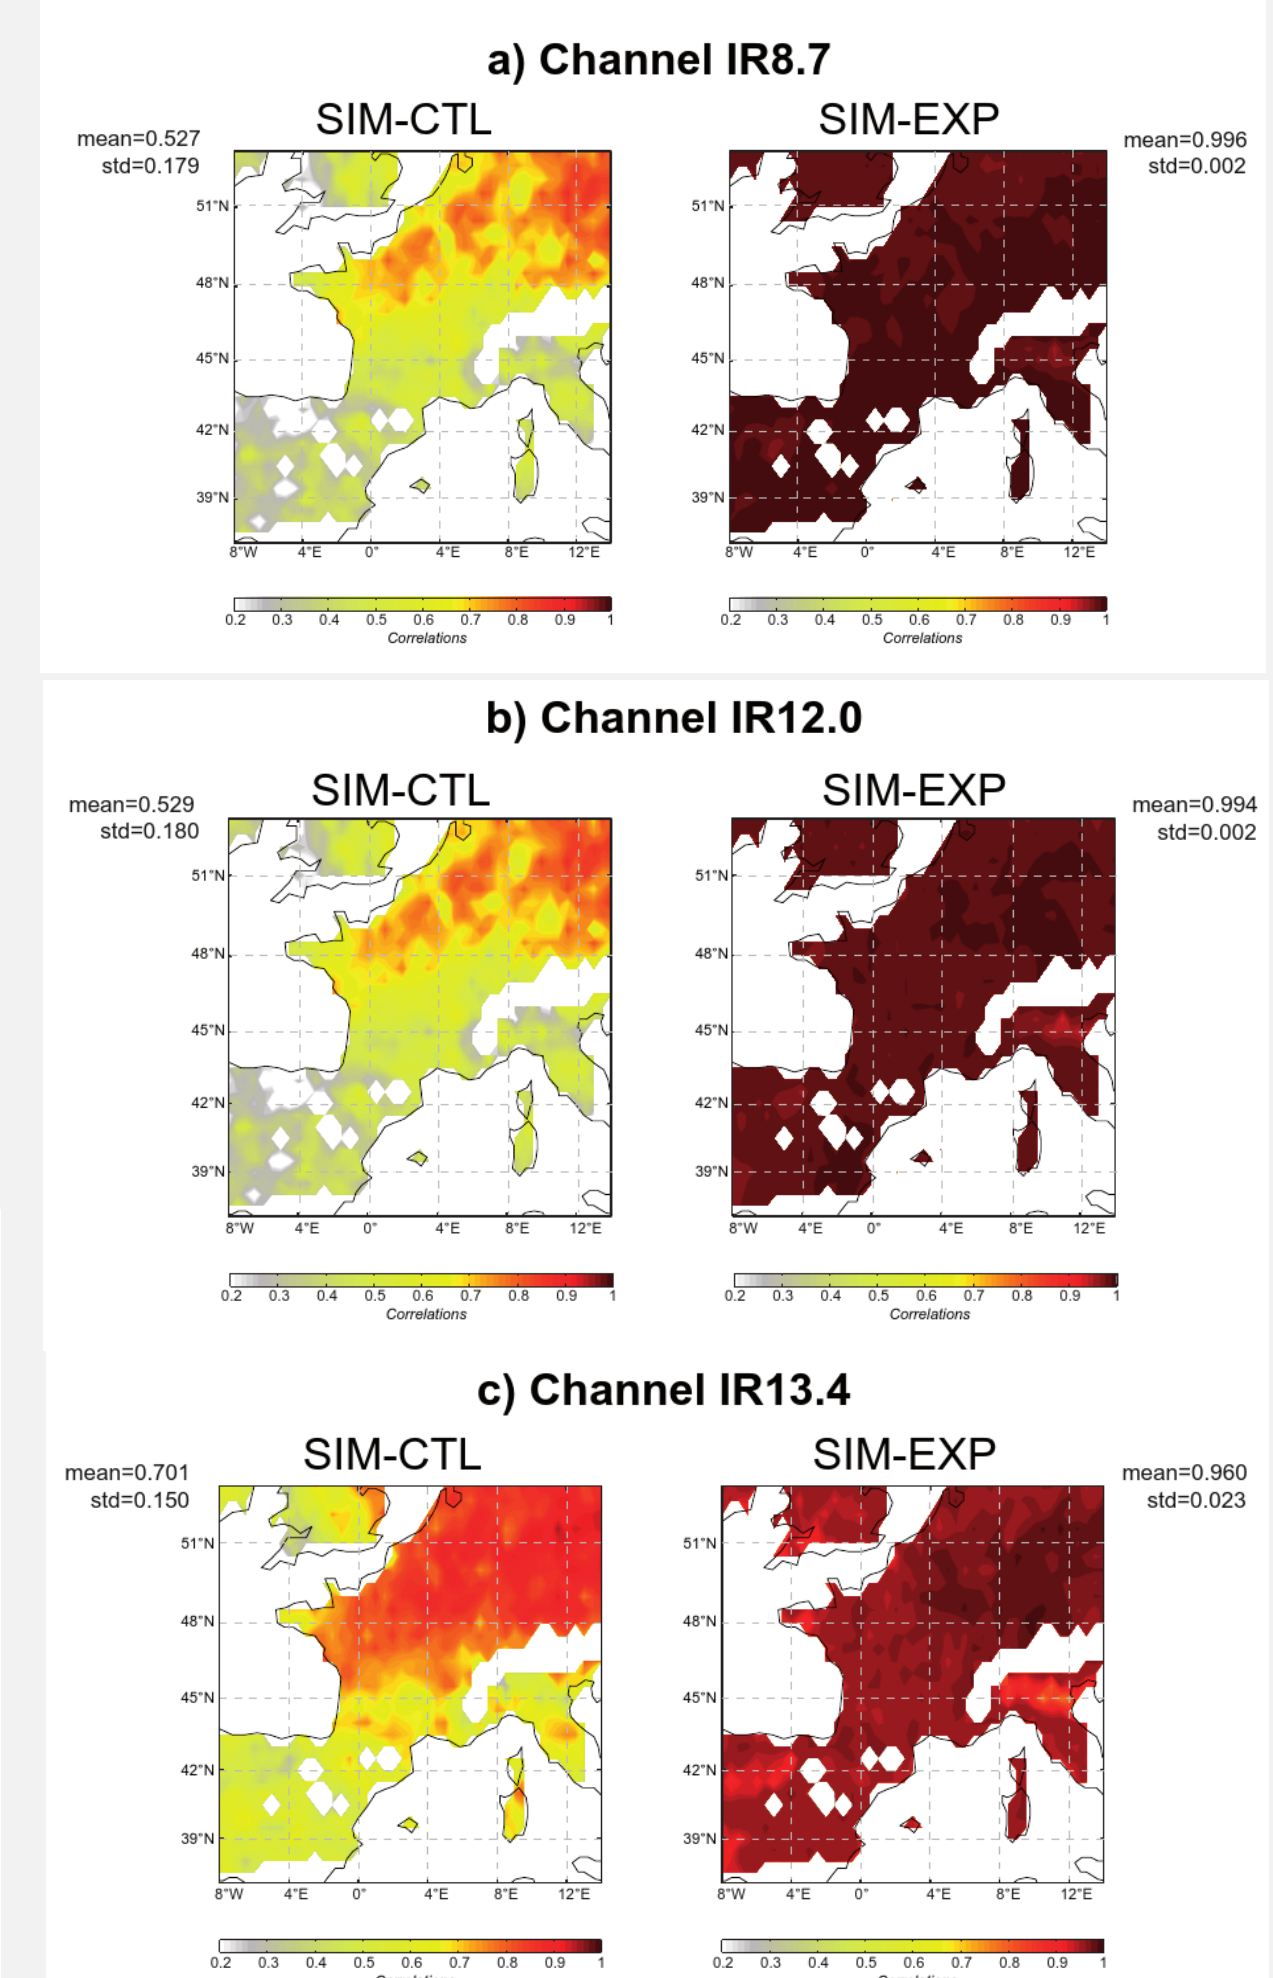 a) Channel IR8.7
SIM-CTL SIM-EXP
mean=0.527
std=0.179
mean=0.996
std=0.002
51°N 51°N
48°N 48°N
45°N 45°N
42°N 42°N
39°N 39°N
8°W 4°E 0° 4°E 8°E 12°E 8°W 4°E 0° 4°E 8°E 12°E
0.2 0.3 0.4 0.5 0.6 0.7 0.8 0.9 1 0.2 0.3 0.4 0.5 0.6 0.7 0.8 0.9 1
Correlations Correlations
b) Channel IR12.0
SIM-CTL SIM-EXP
mean=0.529
std=0.180
mean=0.994
std=0.002
51°N 51°N
48°N 48°N
45°N 45°N
42°N 42°N
39°N 39°N
8°W 4°E 0° 4°E 8°E 12°E 8°W 4°E 0° 4°E 8°E 12°E
0.2 0.3 0.4 0.5 0.6 0.7 0.8 0.9 1 0.2 0.3 0.4 0.5 0.6 0.7 0.8 0.9 1
Correlations Correlations
c) Channel IR13.4
SIM-CTL SIM-EXP
mean=0.701
std=0.150
mean=0.960
std=0.023
51°N 51°N
48°N 48°N
45°N 45°N
42°N 42°N
39°N 39°N
8°W 4°E 0° 4°E 8°E 12°E 8°W 4°E 0° 4°E 8°E 12°E
0.2 0.3 0.4 0.5 0.6 0.7 0.8 0.9 1 0.2 0.3 0.4 0.5 0.6 0.7 0.8 0.9 1